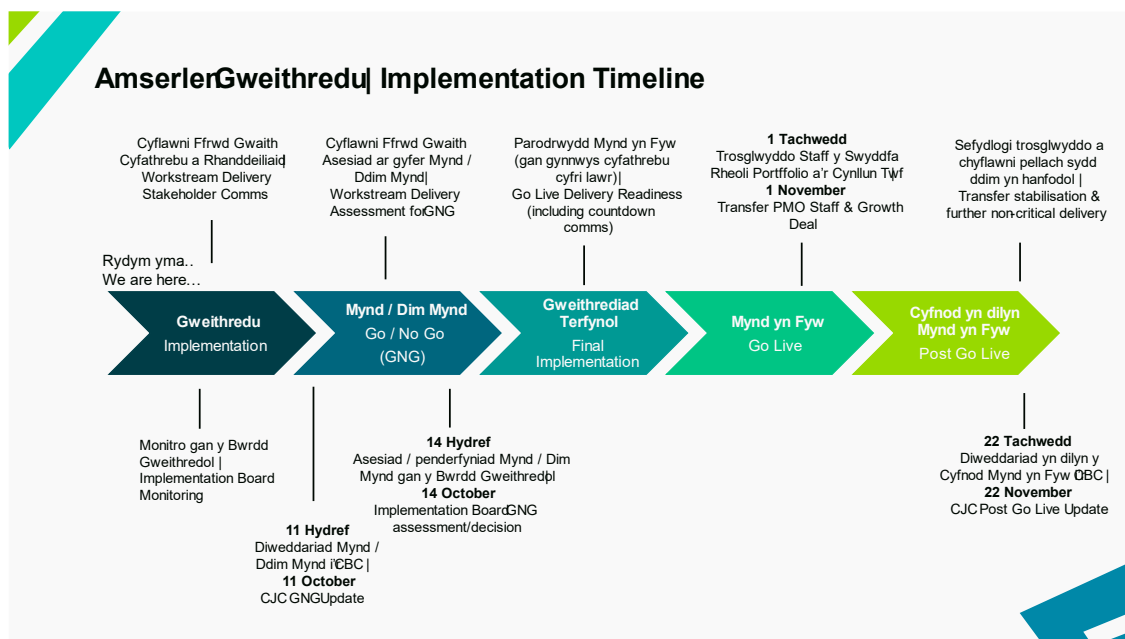 Amserlen Gweithredu | Implementation Timeline
Cyflawni Ffrwd Gwaith
Cyfathrebu a Rhanddeiliaid|
Workstream Delivery
Stakeholder Comms
Cyflawni Ffrwd Gwaith
Asesiad ar gyfer Mynd /
Ddim Mynd|
Workstream Delivery
Assessment for GNG
Parodrwydd Mynd yn Fyw
(gan gynnwys cyfathrebu
cyfri lawr)|
Go Live Delivery Readiness
(including countdown
comms)
1 Tachwedd
Trosglwyddo Staff y Swyddfa
Rheoli Portffolio a'r Cynllun Twf|
1 November
Transfer PMO Staff & Growth
Deal
Sefydlogi trosglwyddo a
chyflawni pellach sydd
ddim yn hanfodol |
Transfer stabilisation &
further non-critical delivery
Rydym yma..
We are here...
Gweithredu
Implementation
Mynd / Dim Mynd
Go / No Go
(GNG)
Gweithrediad
Terfynol
Final
Implementation
Mynd yn Fyw
Go Live
Cyfnod yn dilyn
Mynd yn Fyw
Post Go Live
Monitro gan y Bwrdd
Gweithredol |
Implementation Board
Monitoring
11 Hydref
Diweddariad Mynd /
Ddim Mynd i'r CBC |
11 October
CJC GNG Update
14 Hydref
Asesiad / penderfyniad Mynd / Dim
Mynd gan y Bwrdd Gweithredol |
14 October
Implementation Board GNG
assessment/decision
22 Tachwedd
Diweddariad yn dilyn y
Cyfnod Mynd yn Fyw i'r CBC |
22 November
CJC Post Go Live Update